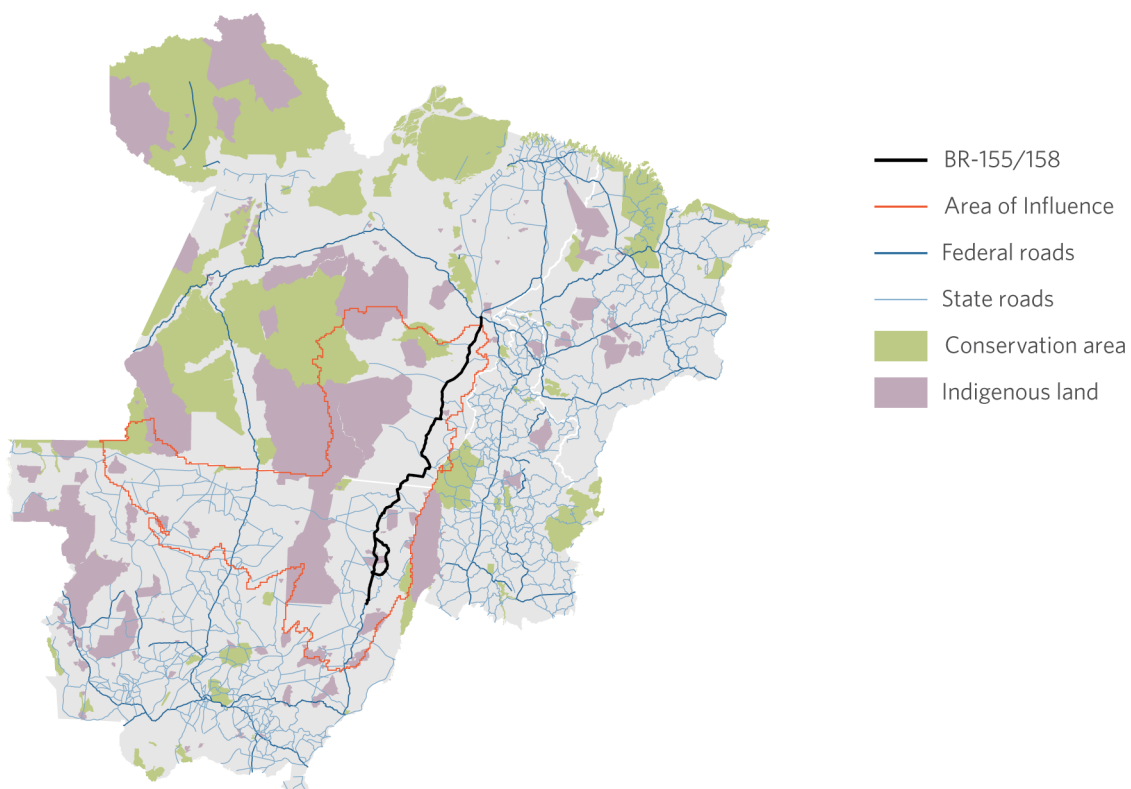 BR-155/158
Area of Influence
Federal roads
State roads
Conservation area
Indigenous land